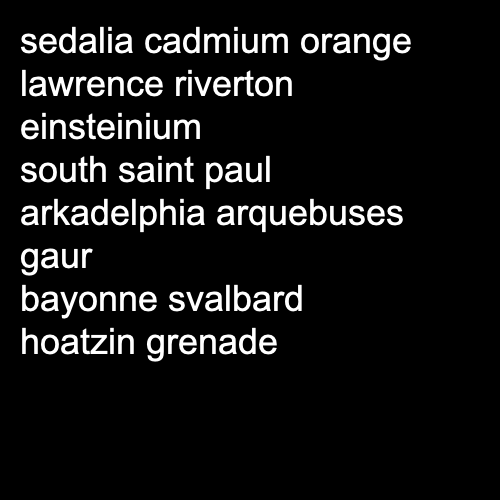 sedalia cadmium orange
lawrence riverton
einsteinium
south saint paul
arkadelphia arquebuses
gaur
bayonne svalbard
hoatzin grenade